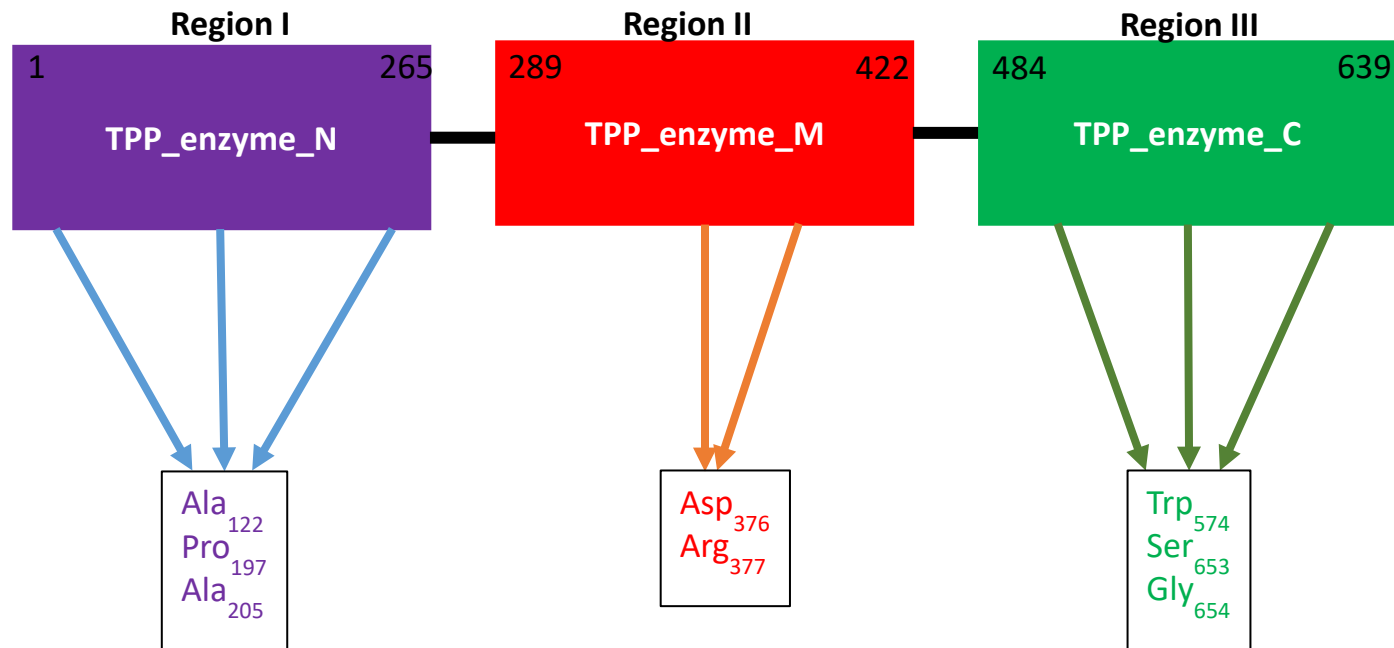 Region I
Region II
Region III
1 265
289 422
484 639
TPP_enzyme_N
TPP_enzyme_M
TPP_enzyme_C
Ala122
Pro197
Ala205
Asp376
Arg377
Trp574
Ser653
Gly654